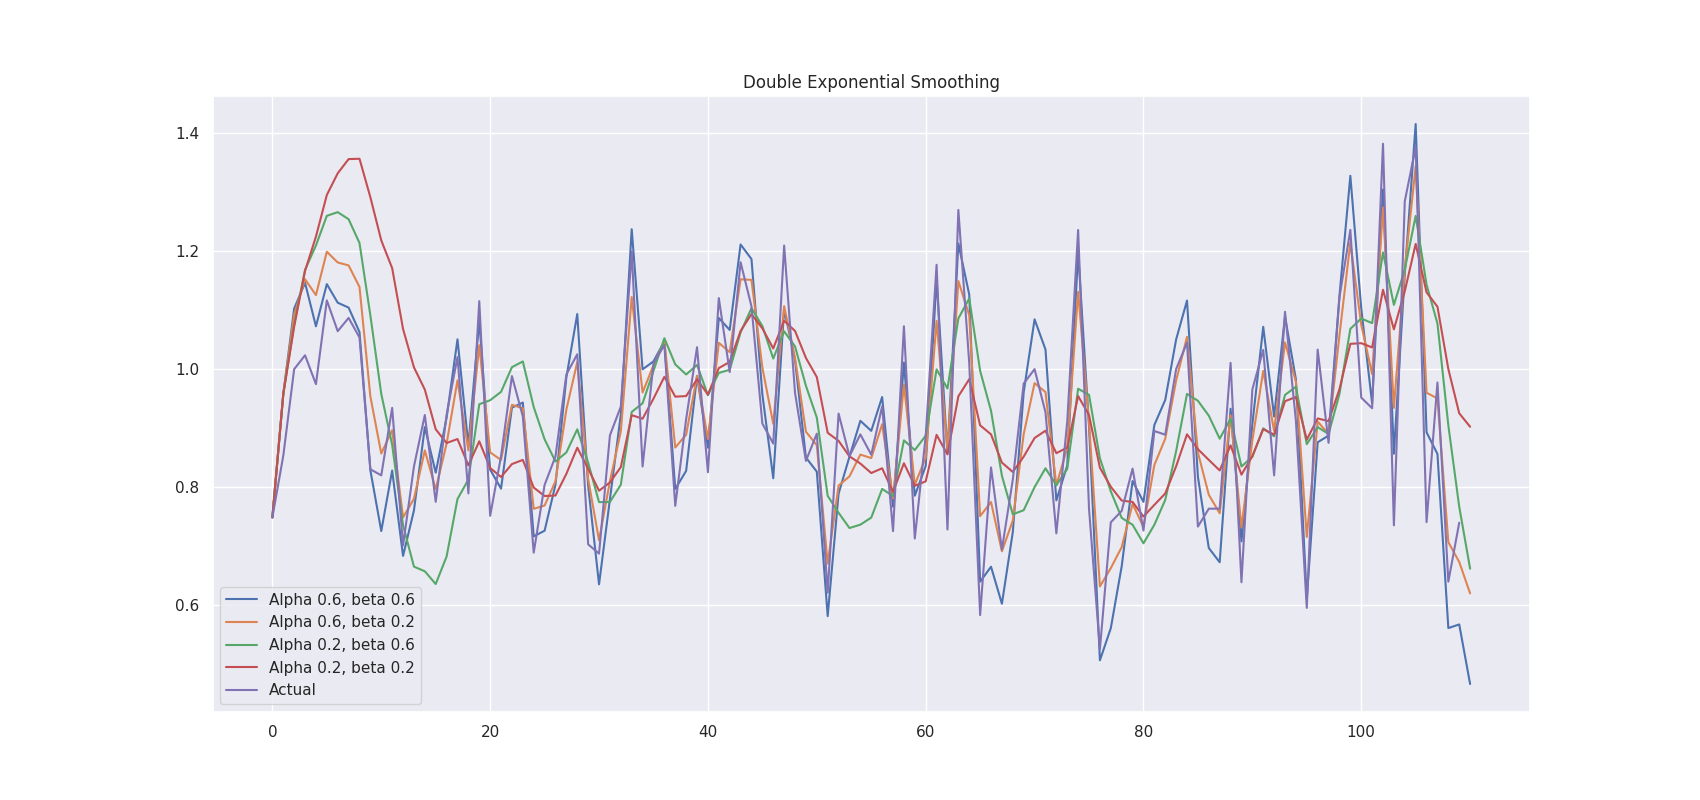 Double Exponential Smoothing
1.4
1.2
1.0
0.8
0.6
Alpha 0.6, beta 0.6
Alpha 0.6, beta 0.2
Alpha 0.2, beta 0.6
Alpha 0.2, beta 0.2
Actual
0 20 40 60 80 100